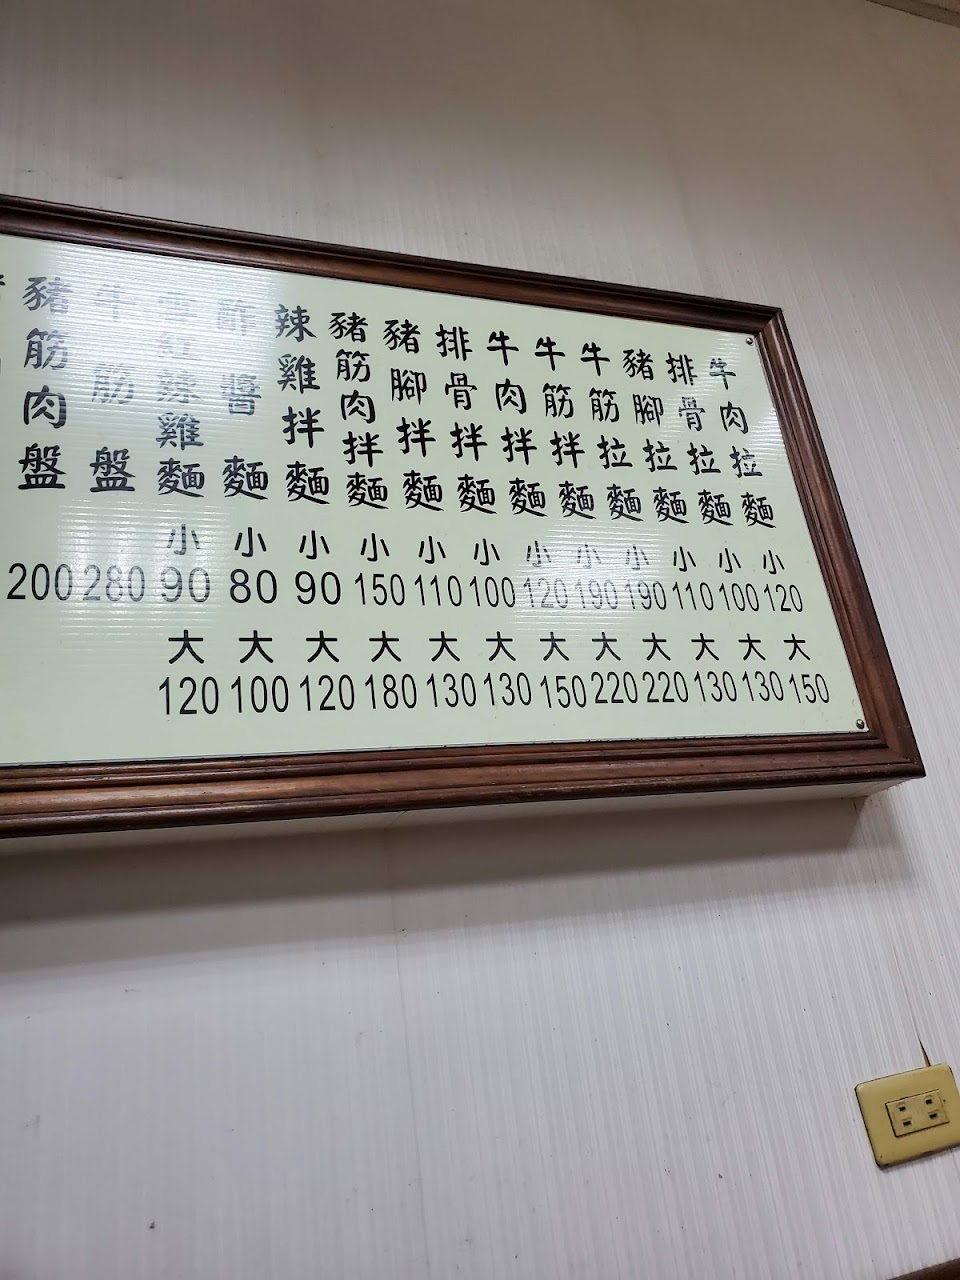 牛肉拉麵 小 120 大 150
排骨拉麵 小 100 大 130
豬腳拉麵 小 110 大 130
牛筋拉麵 小 190 大 220
牛筋拌麵 小 190 大 220
牛肉拌麵 小 120 大 150
排骨拌麵 小 100 大 130
豬腳拌麵 小 110 大 130
豬筋肉拌麵 小 150 大 180
辣雞拌麵 小 90 大 120
酢醬麵 小 80 大 100
紅辣雞麵 小 90 大 120
牛筋盤 280
豬筋肉盤 200